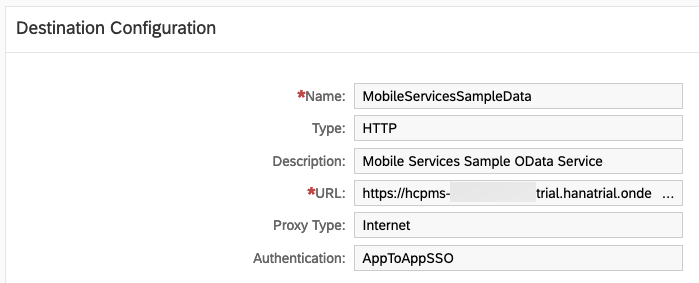 Destination Configuration
*Name: MobileServicesSampleData
Type: HTTP
Description: Mobile Services Sample OData Service
*URL: https://hcpms- trial.hanatrial.onde ...
Proxy Type: Internet
Authentication: AppToAppSSO